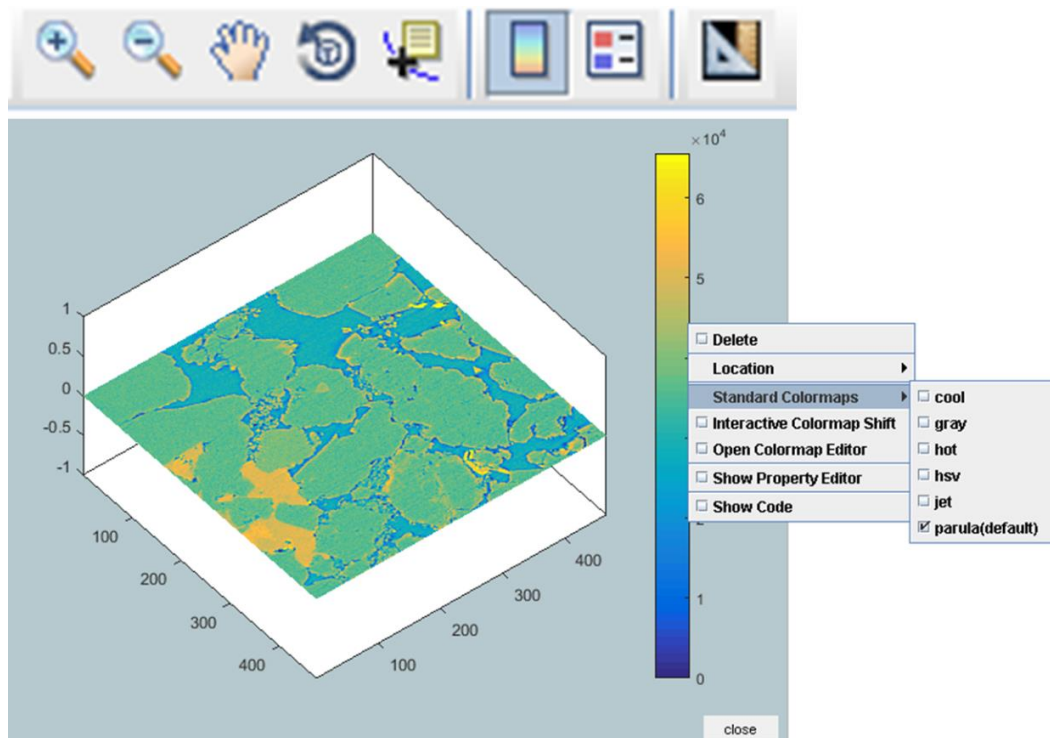 ×10⁴
6
5
2
1
0
1
0.5
0
-0.5
-1
100
200
300
400
100
200
300
400
Delete
Location
Standard Colormaps
Interactive Colormap Shift
Open Colormap Editor
Show Property Editor
Show Code
cool
gray
hot
hsv
jet
parula(default)
close